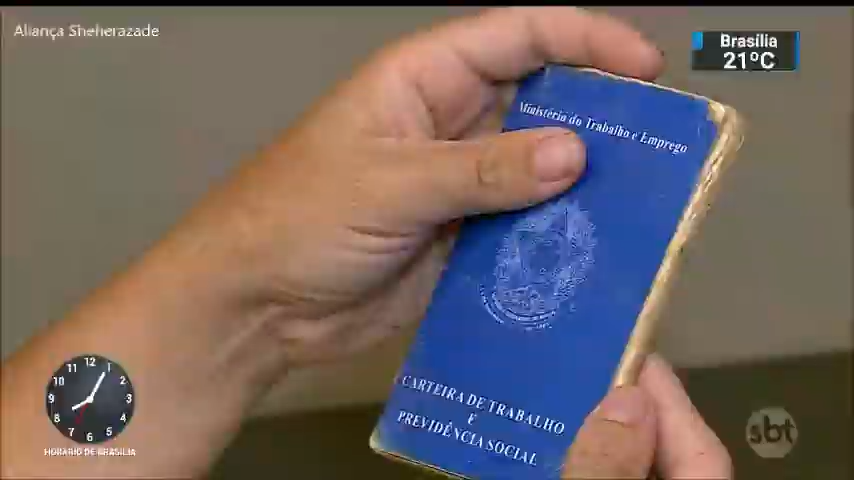 Aliança Sheherazade
Brasília
21ºC
Ministério do Trabalho e Emprego
CARTEIRA DE TRABALHO
E
PREVIDÊNCIA SOCIAL
12
1
2
3
4
5
6
7
8
9
10
11
HORÁRIO DE BRASÍLIA
sbt